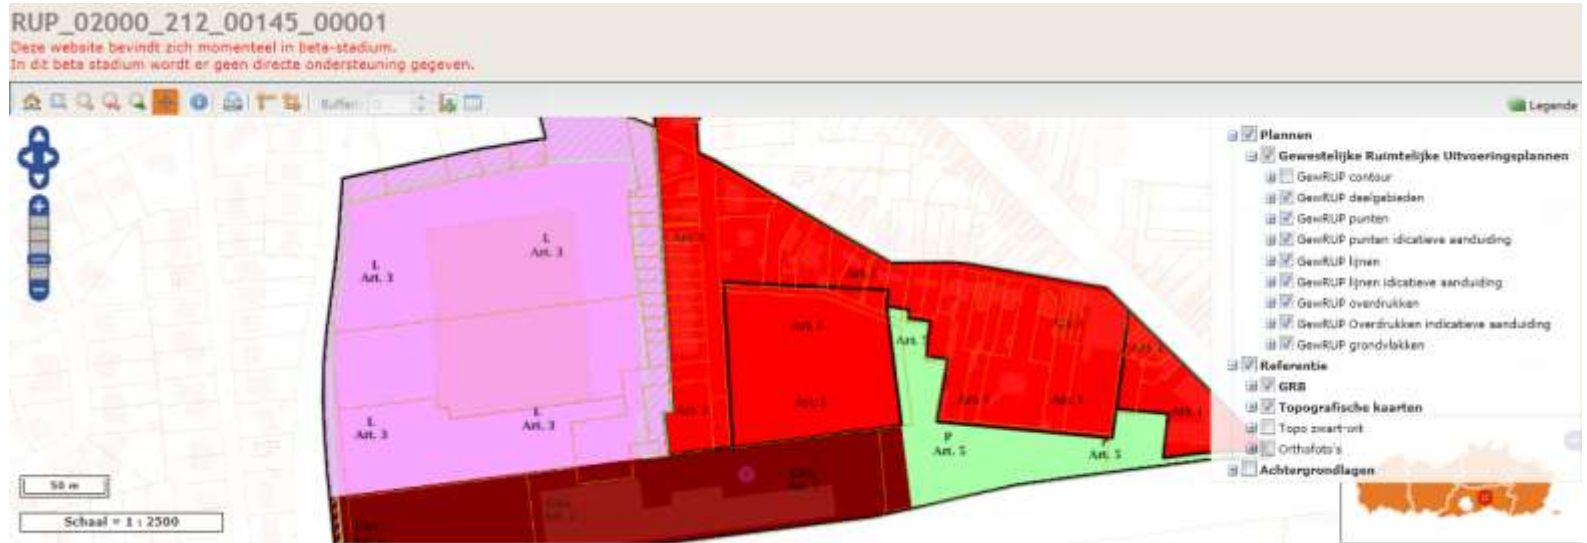 RUP_02000_212_00145_00001
Deze website bevindt zich momenteel in beta-stadium.
In dit beta stadium wordt er geen directe ondersteuning gegeven.
Buffer:
Legende
Plannen
Gewestelijke Ruimtelijke Uitvoeringsplannen
GewRUP contour
GewRUP deelgebieden
GewRUP punten
GewRUP punten idicatieve aanduiding
GewRUP lijnen
GewRUP lijnen idicatieve aanduiding
GewRUP overdrukken
GewRUP Overdrukken indicatieve aanduiding
GewRUP grondvlakken
Referentie
GRB
Topografische kaarten
Topo zwart-wit
Orthofoto's
Achtergrondlagen
L
Art. 3
L
Art. 3
L
Art. 3
L
Art. 3
P
Art. 5
Art. 5
50 m
Schaal = 1 : 2500